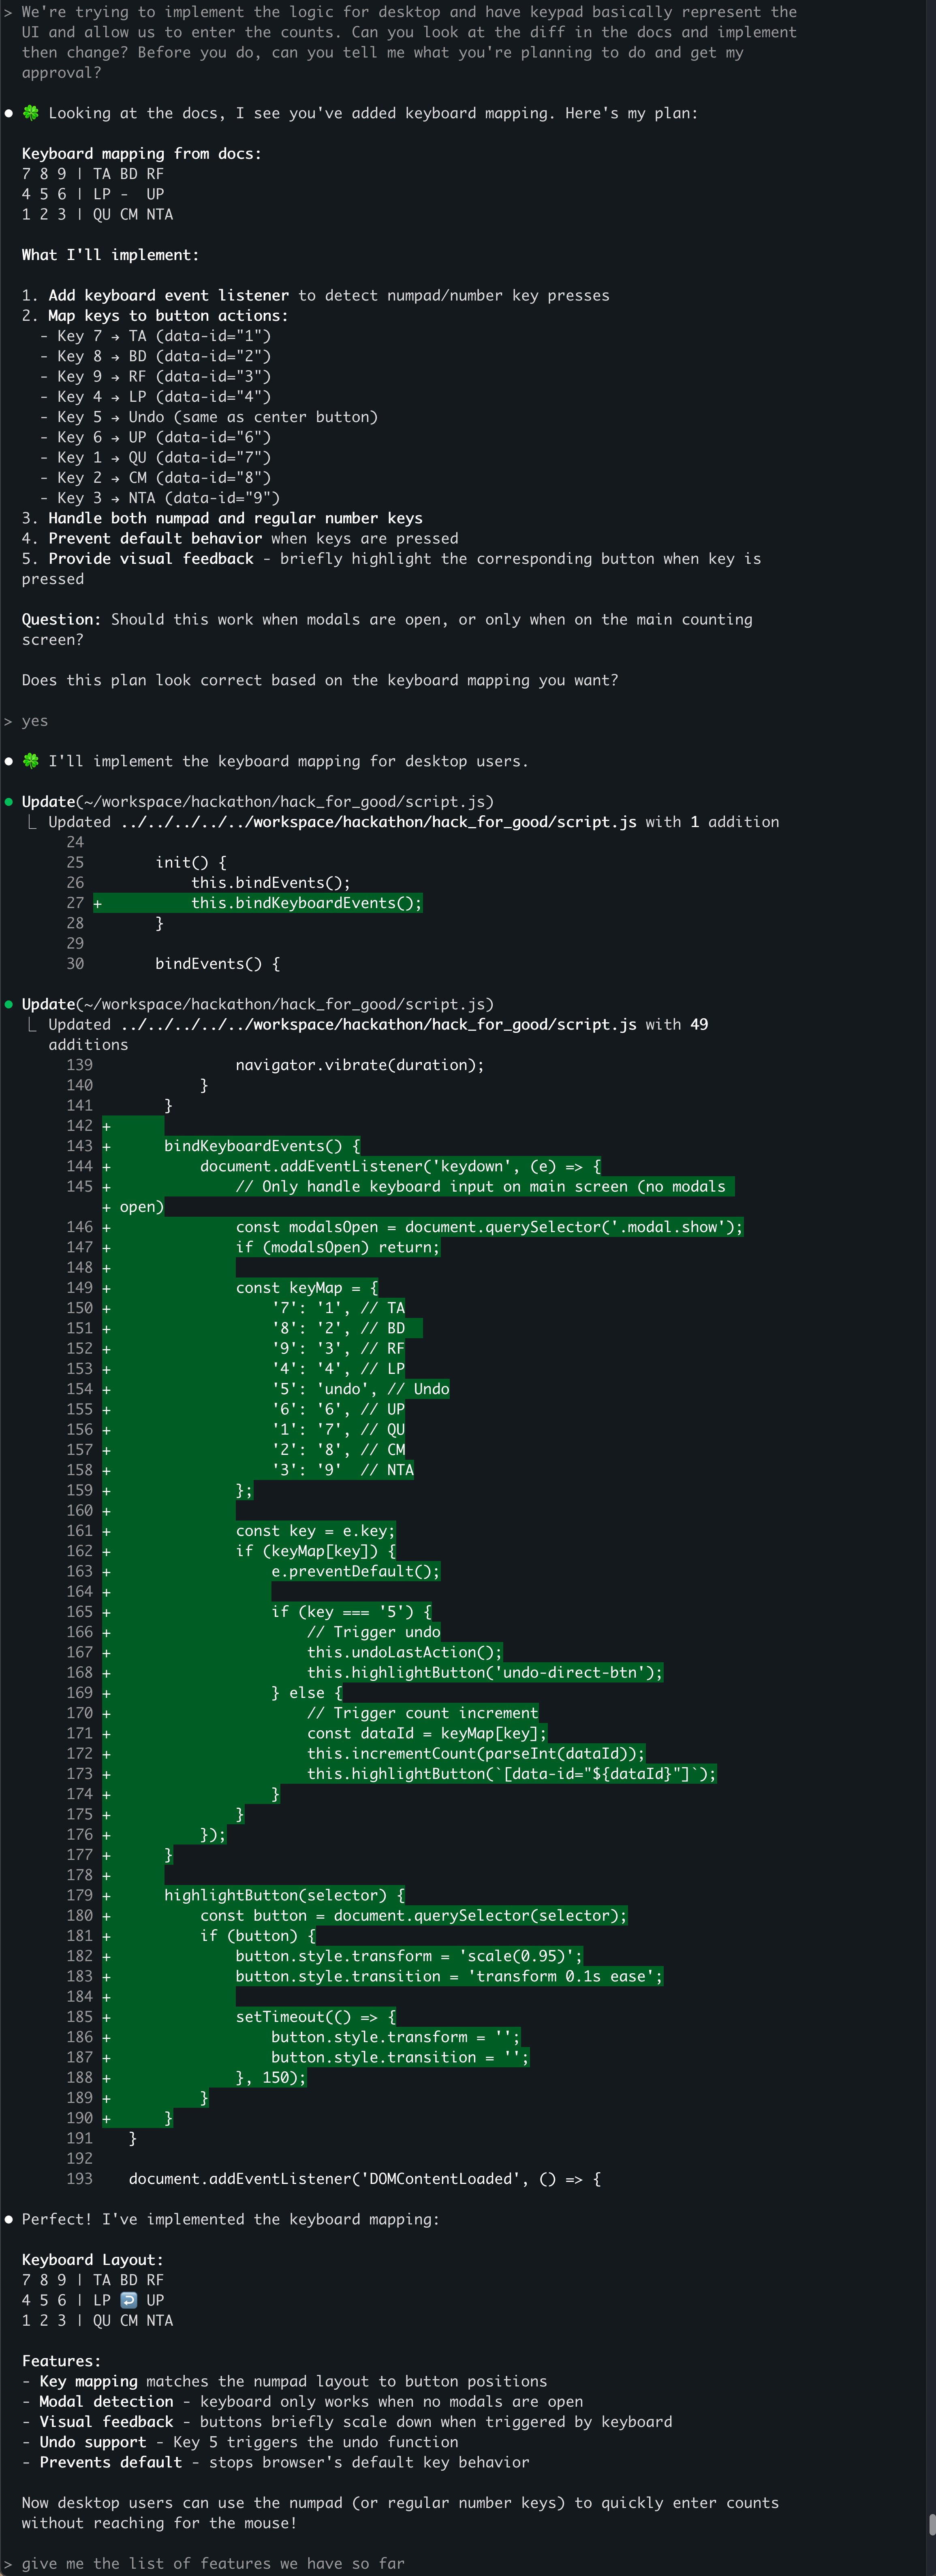 > We're trying to implement the logic for desktop and have keypad basically represent the
UI and allow us to enter the counts. Can you look at the diff in the docs and implement
then change? Before you do, can you tell me what you're planning to do and get my
approval?
● 🍀 Looking at the docs, I see you've added keyboard mapping. Here's my plan:
Keyboard mapping from docs:
7 8 9 | TA BD RF
4 5 6 | LP -  UP
1 2 3 | QU CM NTA
What I'll implement:
1. Add keyboard event listener to detect numpad/number key presses
2. Map keys to button actions:
- Key 7 → TA (data-id="1")
- Key 8 → BD (data-id="2")
- Key 9 → RF (data-id="3")
- Key 4 → LP (data-id="4")
- Key 5 → Undo (same as center button)
- Key 6 → UP (data-id="6")
- Key 1 → QU (data-id="7")
- Key 2 → CM (data-id="8")
- Key 3 → NTA (data-id="9")
3. Handle both numpad and regular number keys
4. Prevent default behavior when keys are pressed
5. Provide visual feedback - briefly highlight the corresponding button when key is
pressed
Question: Should this work when modals are open, or only when on the main counting
screen?
Does this plan look correct based on the keyboard mapping you want?
> yes
● 🍀 I'll implement the keyboard mapping for desktop users.
● Update(~/workspace/hackathon/hack_for_good/script.js)
⎿ Updated ../../../../../workspace/hackathon/hack_for_good/script.js with 1 addition
24
25        init() {
26            this.bindEvents();
27 +          this.bindKeyboardEvents();
28        }
29
30        bindEvents() {
● Update(~/workspace/hackathon/hack_for_good/script.js)
⎿ Updated ../../../../../workspace/hackathon/hack_for_good/script.js with 49
additions
139                navigator.vibrate(duration);
140            }
141        }
142 +
143 +      bindKeyboardEvents() {
144 +          document.addEventListener('keydown', (e) => {
145 +              // Only handle keyboard input on main screen (no modals
+ open)
146 +              const modalsOpen = document.querySelector('.modal.show');
147 +              if (modalsOpen) return;
148 +
149 +              const keyMap = {
150 +                  '7': '1', // TA
151 +                  '8': '2', // BD
152 +                  '9': '3', // RF
153 +                  '4': '4', // LP
154 +                  '5': 'undo', // Undo
155 +                  '6': '6', // UP
156 +                  '1': '7', // QU
157 +                  '2': '8', // CM
158 +                  '3': '9'  // NTA
159 +              };
160 +
161 +              const key = e.key;
162 +              if (keyMap[key]) {
163 +                  e.preventDefault();
164 +
165 +                  if (key === '5') {
166 +                      // Trigger undo
167 +                      this.undoLastAction();
168 +                      this.highlightButton('undo-direct-btn');
169 +                  } else {
170 +                      // Trigger count increment
171 +                      const dataId = keyMap[key];
172 +                      this.incrementCount(parseInt(dataId));
173 +                      this.highlightButton(`[data-id="${dataId}"]`);
174 +                  }
175 +              }
176 +          });
177 +      }
178 +
179 +      highlightButton(selector) {
180 +          const button = document.querySelector(selector);
181 +          if (button) {
182 +              button.style.transform = 'scale(0.95)';
183 +              button.style.transition = 'transform 0.1s ease';
184 +
185 +              setTimeout(() => {
186 +                  button.style.transform = '';
187 +                  button.style.transition = '';
188 +              }, 150);
189 +          }
190 +      }
191    }
192
193    document.addEventListener('DOMContentLoaded', () => {
● Perfect! I've implemented the keyboard mapping:
Keyboard Layout:
7 8 9 | TA BD RF
4 5 6 | LP ↩️ UP
1 2 3 | QU CM NTA
Features:
- Key mapping matches the numpad layout to button positions
- Modal detection - keyboard only works when no modals are open
- Visual feedback - buttons briefly scale down when triggered by keyboard
- Undo support - Key 5 triggers the undo function
- Prevents default - stops browser's default key behavior
Now desktop users can use the numpad (or regular number keys) to quickly enter counts
without reaching for the mouse!
> give me the list of features we have so far